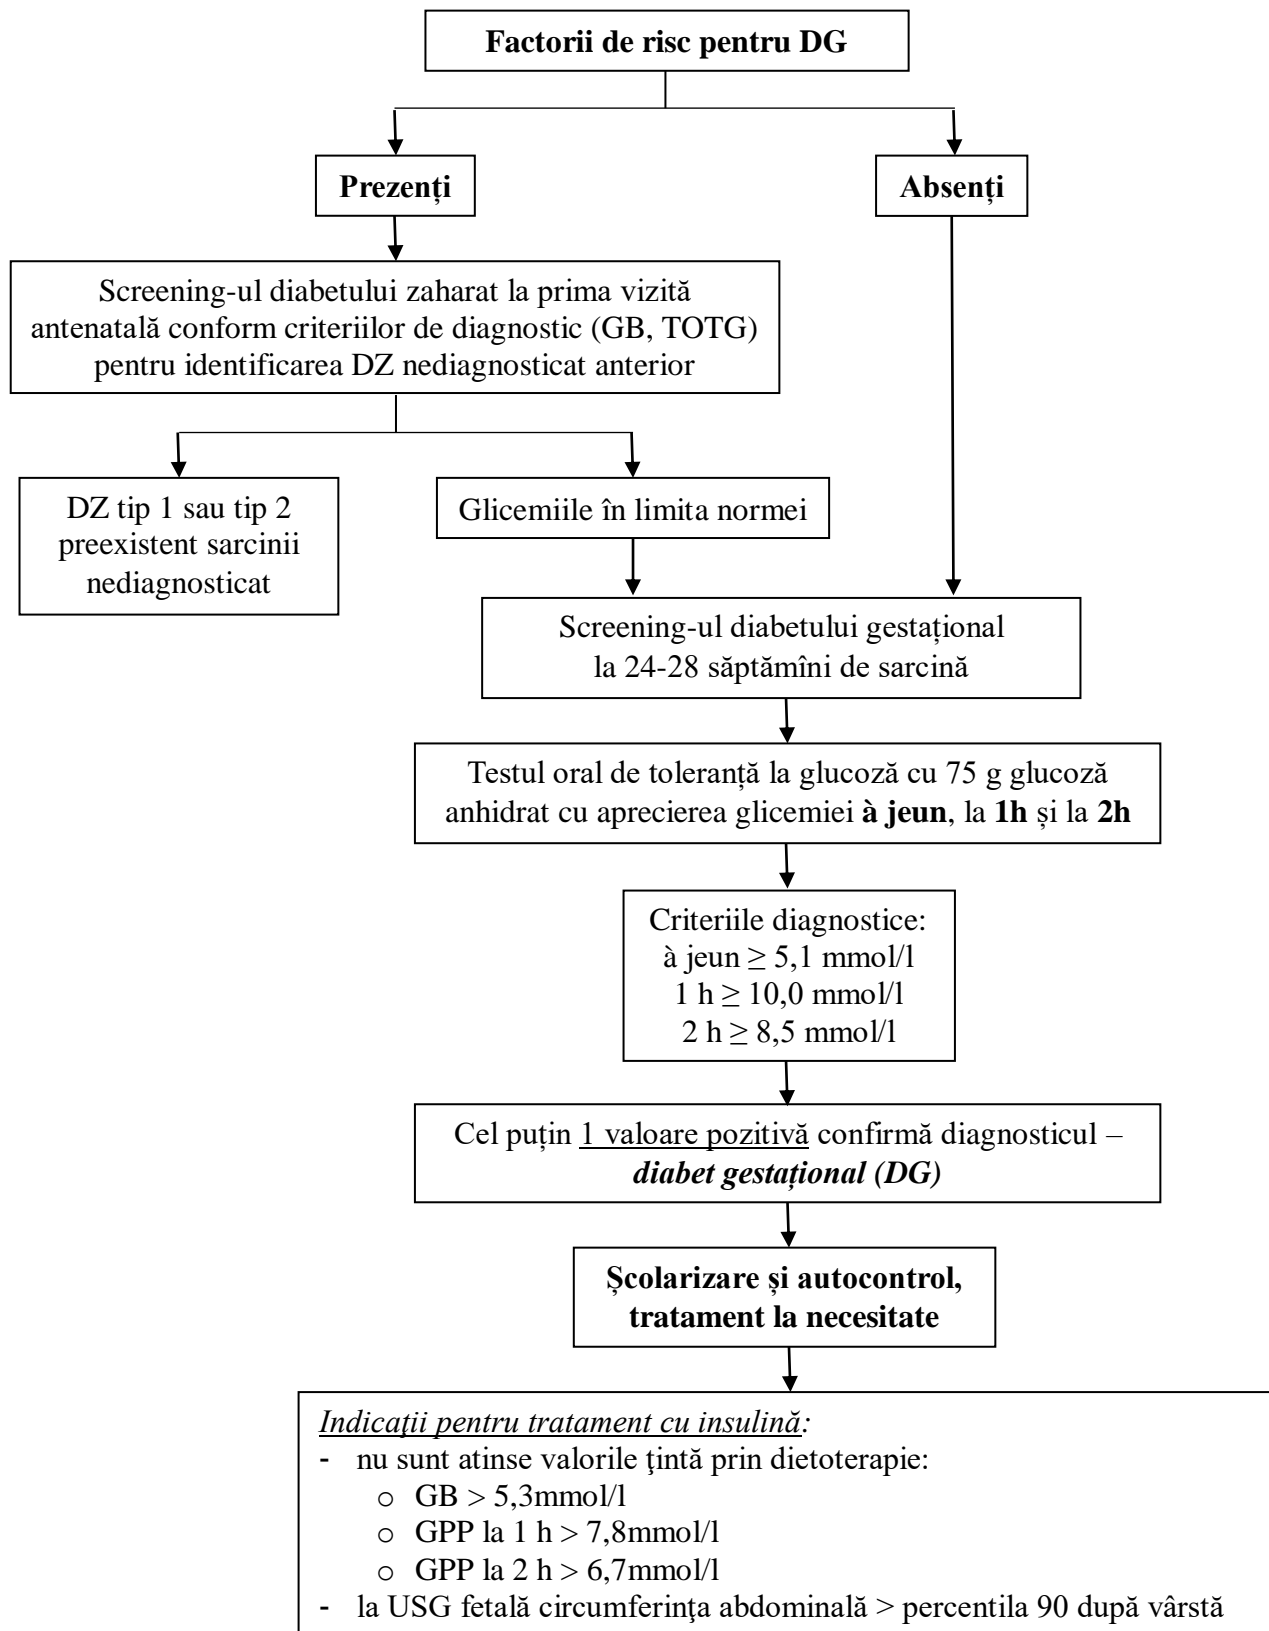 Factorii de risc pentru DG
Prezenți
Absenți
Screening-ul diabetului zaharat la prima vizită
antenatală conform criteriilor de diagnostic (GB, TOTG)
pentru identificarea DZ nediagnosticat anterior
DZ tip 1 sau tip 2
preexistent sarcinii
nediagnosticat
Glicemiile în limita normei
Screening-ul diabetului gestațional
la 24-28 săptămîni de sarcină
Testul oral de toleranță la glucoză cu 75 g glucoză
anhidrat cu aprecierea glicemiei à jeun, la 1h și la 2h
Criteriile diagnostice:
à jeun ≥ 5,1 mmol/l
1 h ≥ 10,0 mmol/l
2 h ≥ 8,5 mmol/l
Cel puțin 1 valoare pozitivă confirmă diagnosticul –
diabet gestațional (DG)
Școlarizare și autocontrol,
tratament la necesitate
Indicaţii pentru tratament cu insulină:
- nu sunt atinse valorile ţintă prin dietoterapie:
o GB > 5,3mmol/l
o GPP la 1 h > 7,8mmol/l
o GPP la 2 h > 6,7mmol/l
- la USG fetală circumferinţa abdominală > percentila 90 după vârstă